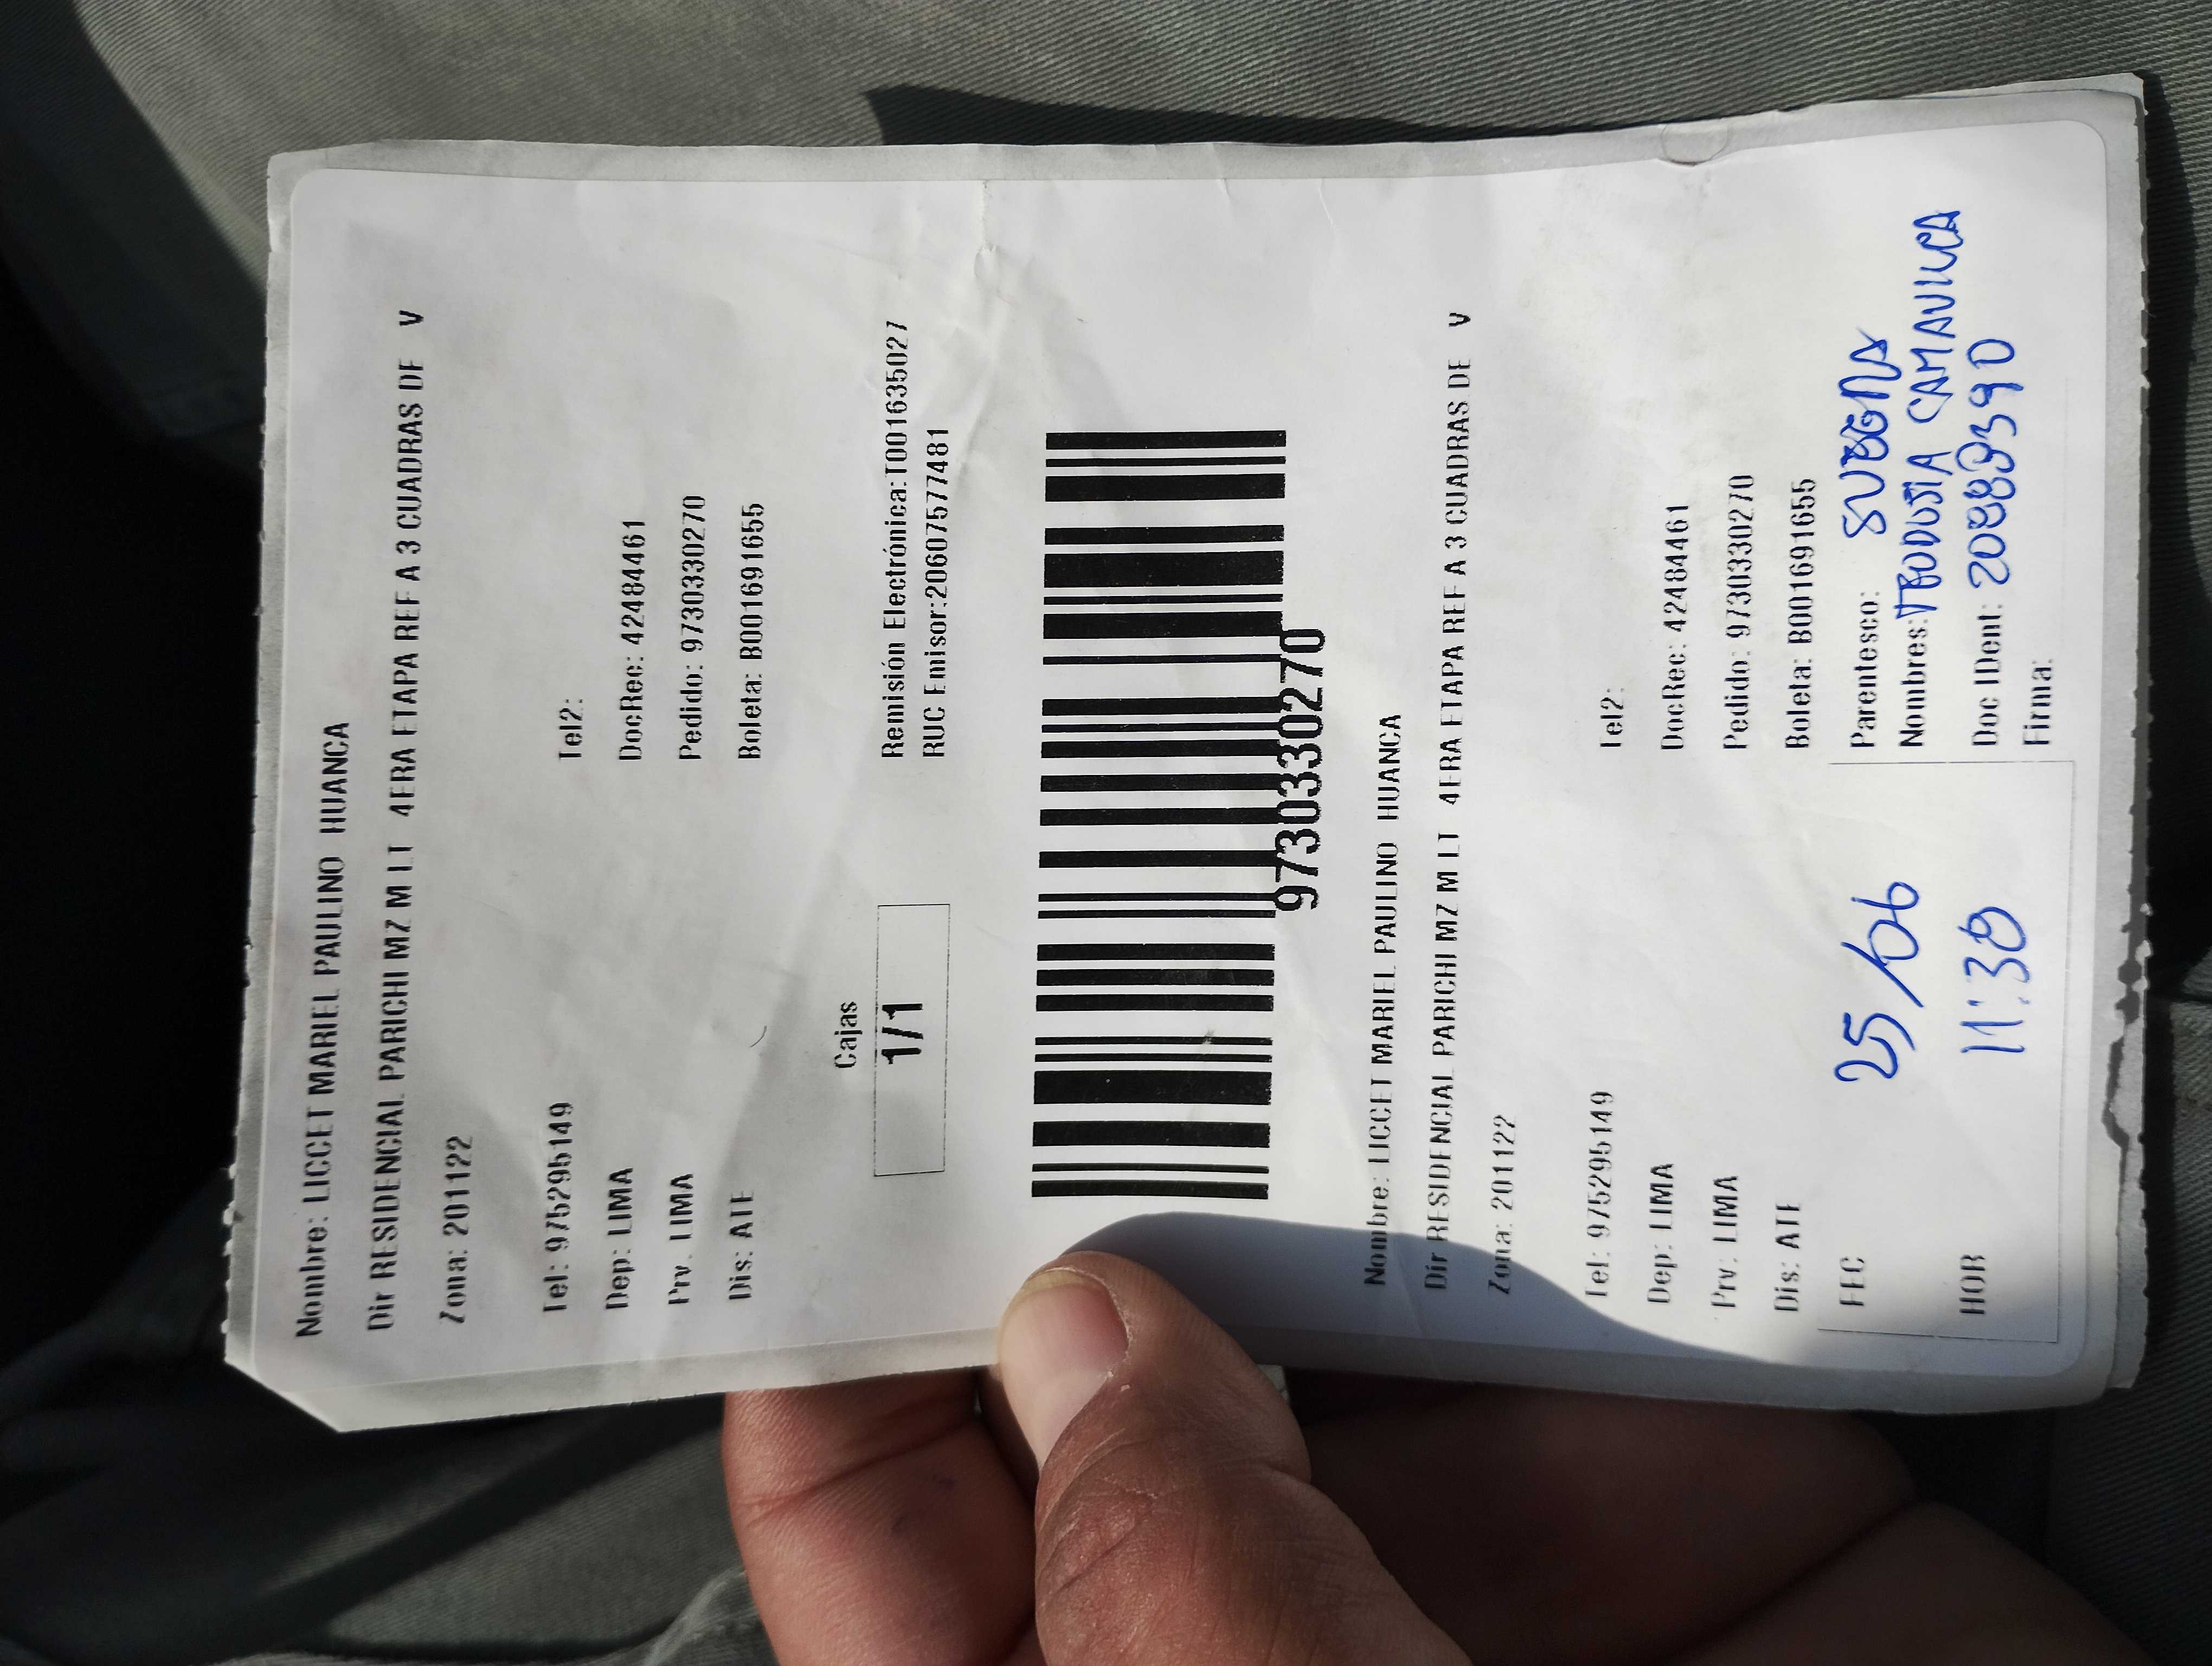 Nombre: LICCET MARIEL PAULINO HUANCA
Dir RESIDENCIAL PARICHI MZ M LT 4ERA ETAPA REF A 3 CUADRAS DE V
Zona: 201122
Tel: 975295149 Tel2:
Dep: LIMA DocRec: 42484461
Prv. LIMA Pedido: 9730330270
Dis: ATE Boleta: B001691655
Cajas
1/1
Remisión Electrónica:T001635027
RUC Emisor:20607577481
9730330270
Nombre: LICCET MARIEL PAULINO HUANCA
Dir RESIDENCIAL PARICHI MZ M LT 4ERA ETAPA REF A 3 CUADRAS DE V
Zona: 201122
Tel: 975295149 Tel2:
Dep: LIMA DocRec: 42484461
Prv: LIMA Pedido: 9730330270
Dis: ATE Boleta: B001691655
FEC 25/06 Parentesco: SUEGRA
Nombres: CAMAVILCA
HOR 11:30 Doc IDent: 20883390
Firma: